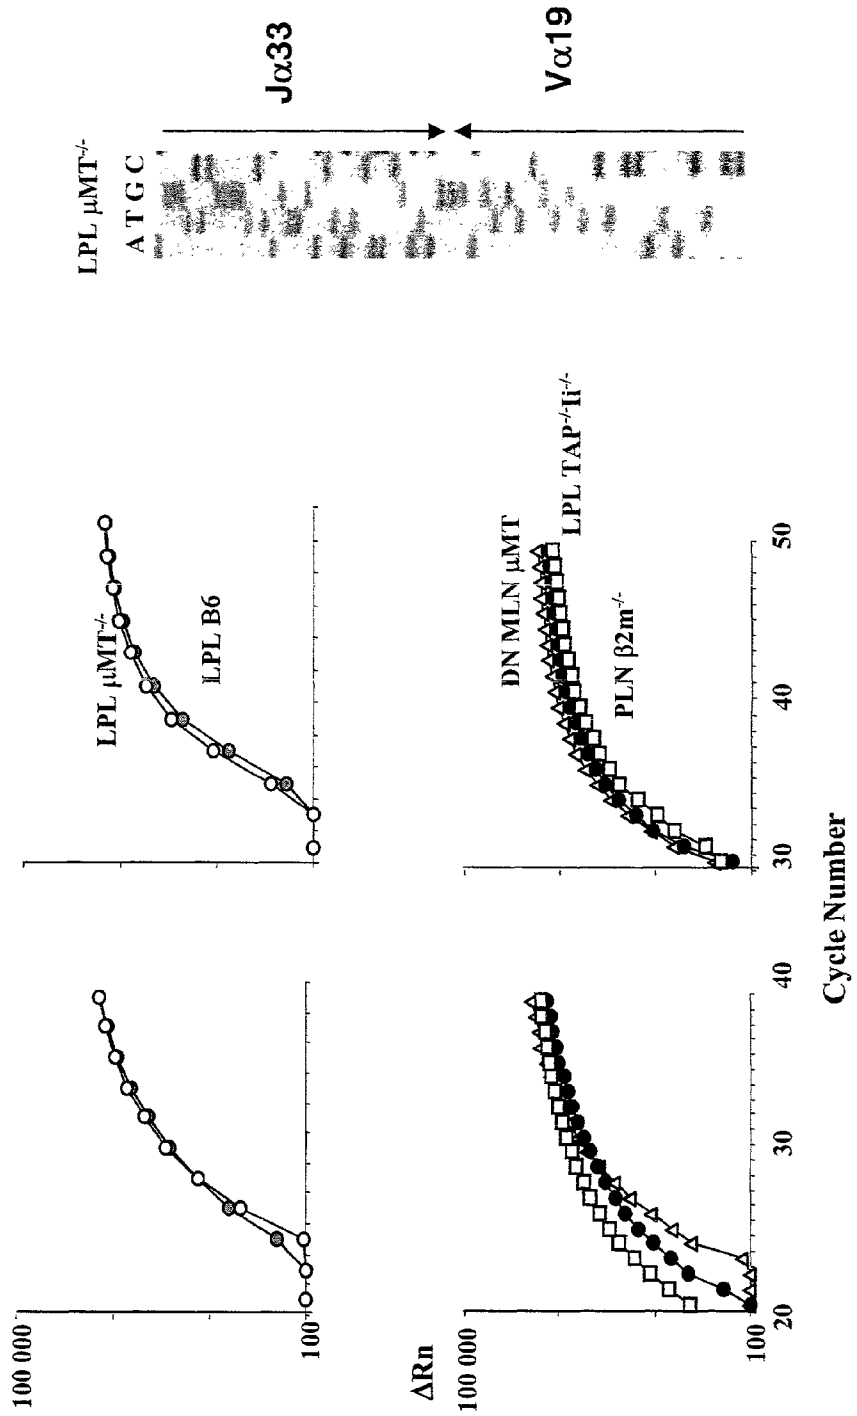 100 000
100
LPL μMT-/-
LPL B6
ΔRn
100 000
100
20
30
40
DN MLN μMT
LPL TAP-/-Ii-/-
PLN β2m-/-
30
40
50
Cycle Number
LPL μMT-/-
A T G C
Jα33
Vα19